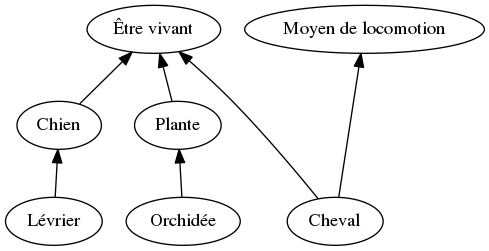 Être vivant
Moyen de locomotion
Chien
Plante
Lévrier
Orchidée
Cheval